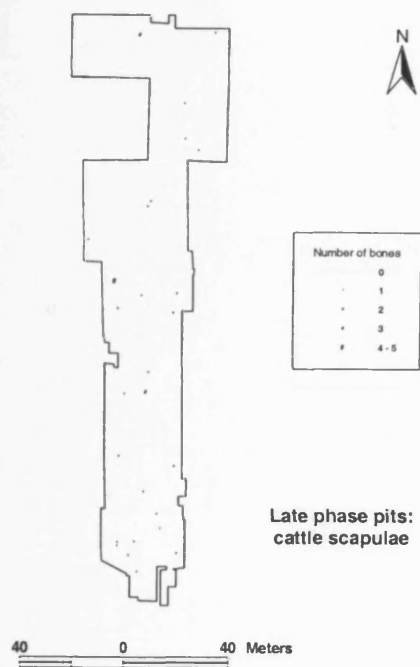 N
Number of bones
0
1
2
3
4 - 5
Late phase pits:
cattle scapulae
40 0 40 Meters